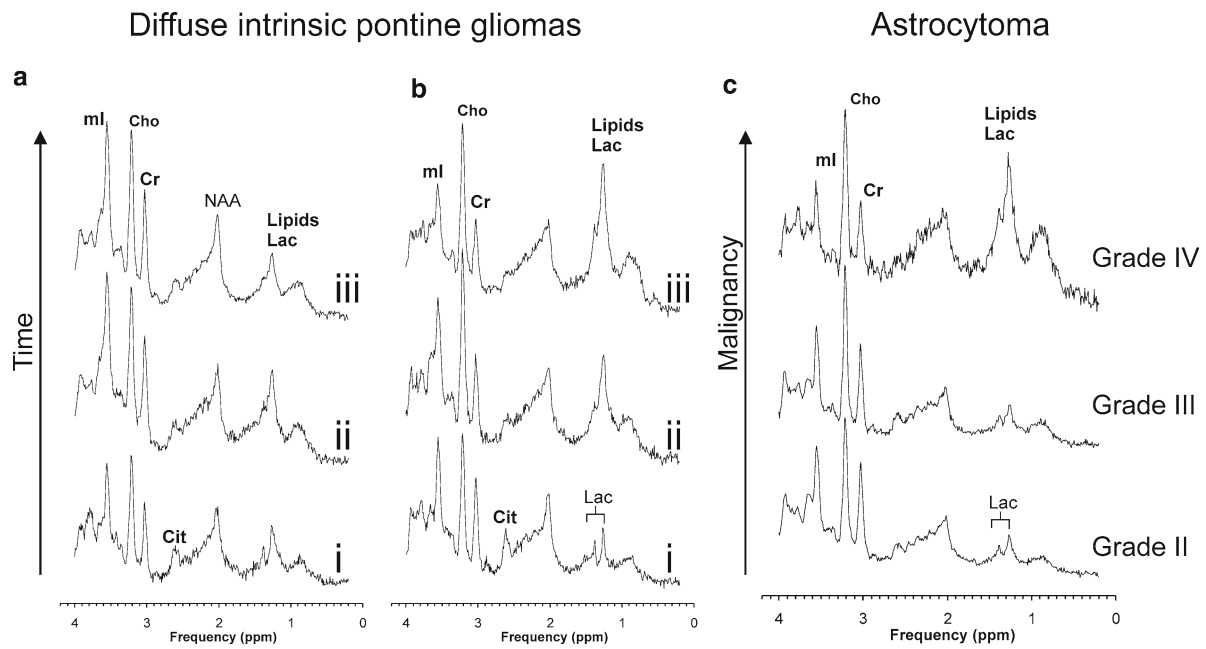 Diffuse intrinsic pontine gliomas
Astrocytoma
a
Time
mI
Cho
Cr
NAA
Lipids
Lac
iii
ii
Cit
i
4 3 2 1 0
Frequency (ppm)
b
Cho
mI
Cr
Lipids
Lac
iii
ii
Cit
Lac
i
4 3 2 1 0
Frequency (ppm)
c
Malignancy
Cho
mI
Cr
Lipids
Lac
Grade IV
Grade III
Lac
Grade II
4 3 2 1 0
Frequency (ppm)